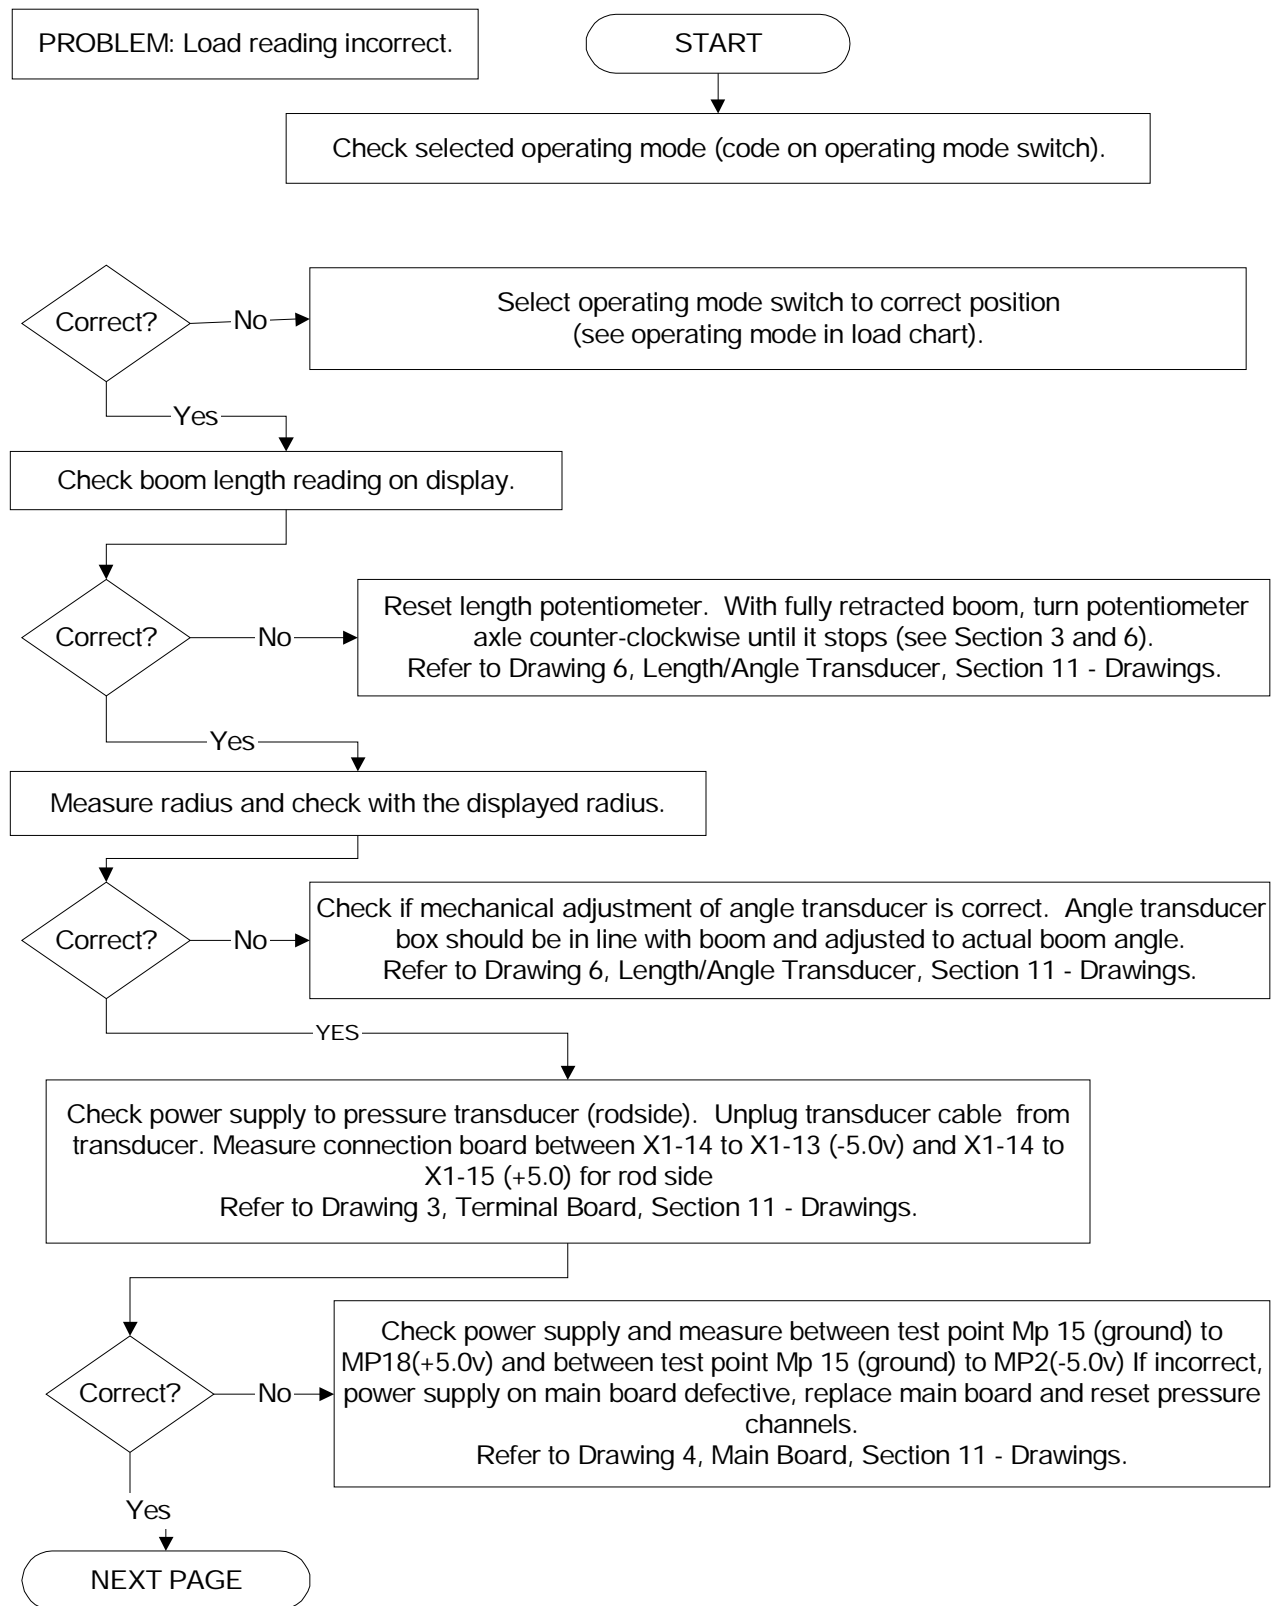 PROBLEM: Load reading incorrect.
START
Check selected operating mode (code on operating mode switch).
Correct?
No
Select operating mode switch to correct position
(see operating mode in load chart).
Yes
Check boom length reading on display.
Correct?
No
Reset length potentiometer.  With fully retracted boom, turn potentiometer
axle counter-clockwise until it stops (see Section 3 and 6).
Refer to Drawing 6, Length/Angle Transducer, Section 11 - Drawings.
Yes
Measure radius and check with the displayed radius.
Correct?
No
Check if mechanical adjustment of angle transducer is correct.  Angle transducer
box should be in line with boom and adjusted to actual boom angle.
Refer to Drawing 6, Length/Angle Transducer, Section 11 - Drawings.
YES
Check power supply to pressure transducer (rodside).  Unplug transducer cable  from
transducer. Measure connection board between X1-14 to X1-13 (-5.0v) and X1-14 to
X1-15 (+5.0) for rod side
Refer to Drawing 3, Terminal Board, Section 11 - Drawings.
Correct?
No
Check power supply and measure between test point Mp 15 (ground) to
MP18(+5.0v) and between test point Mp 15 (ground) to MP2(-5.0v) If incorrect,
power supply on main board defective, replace main board and reset pressure
channels.
Refer to Drawing 4, Main Board, Section 11 - Drawings.
Yes
NEXT PAGE